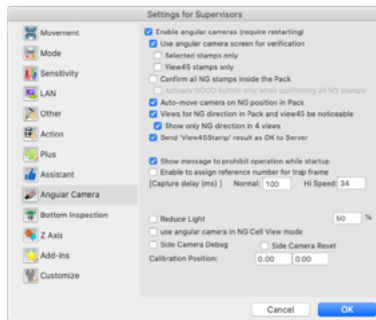 Settings for Supervisors
Movement
Mode
Sensitivity
LAN
Other
Action
Plus
Assistant
Angular Camera
Bottom Inspection
Z Axis
Add-Ins
Customize
Enable angular cameras (require restarting)
Use angular camera screen for verification
Selected stamps only
View45 stamps only
Confirm all NG stamps inside the Pack
Activate GOOD button only when confirming all NG stamps
Auto-move camera on NG position in Pack
Views for NG direction in Pack and view45 be noticeable
Show only NG direction in 4 views
Send 'View45Stamp' result as OK to Server
Show message to prohibit operation while startup
Enable to assign reference number for trap frame
[Capture delay (ms) ] Normal: 100 Hi Speed: 34
Reduce Light 50 %
use angular camera in NG Cell View mode
Side Camera Debug Side Camera Reset
Calibration Position: 0.00 0.00
Cancel OK